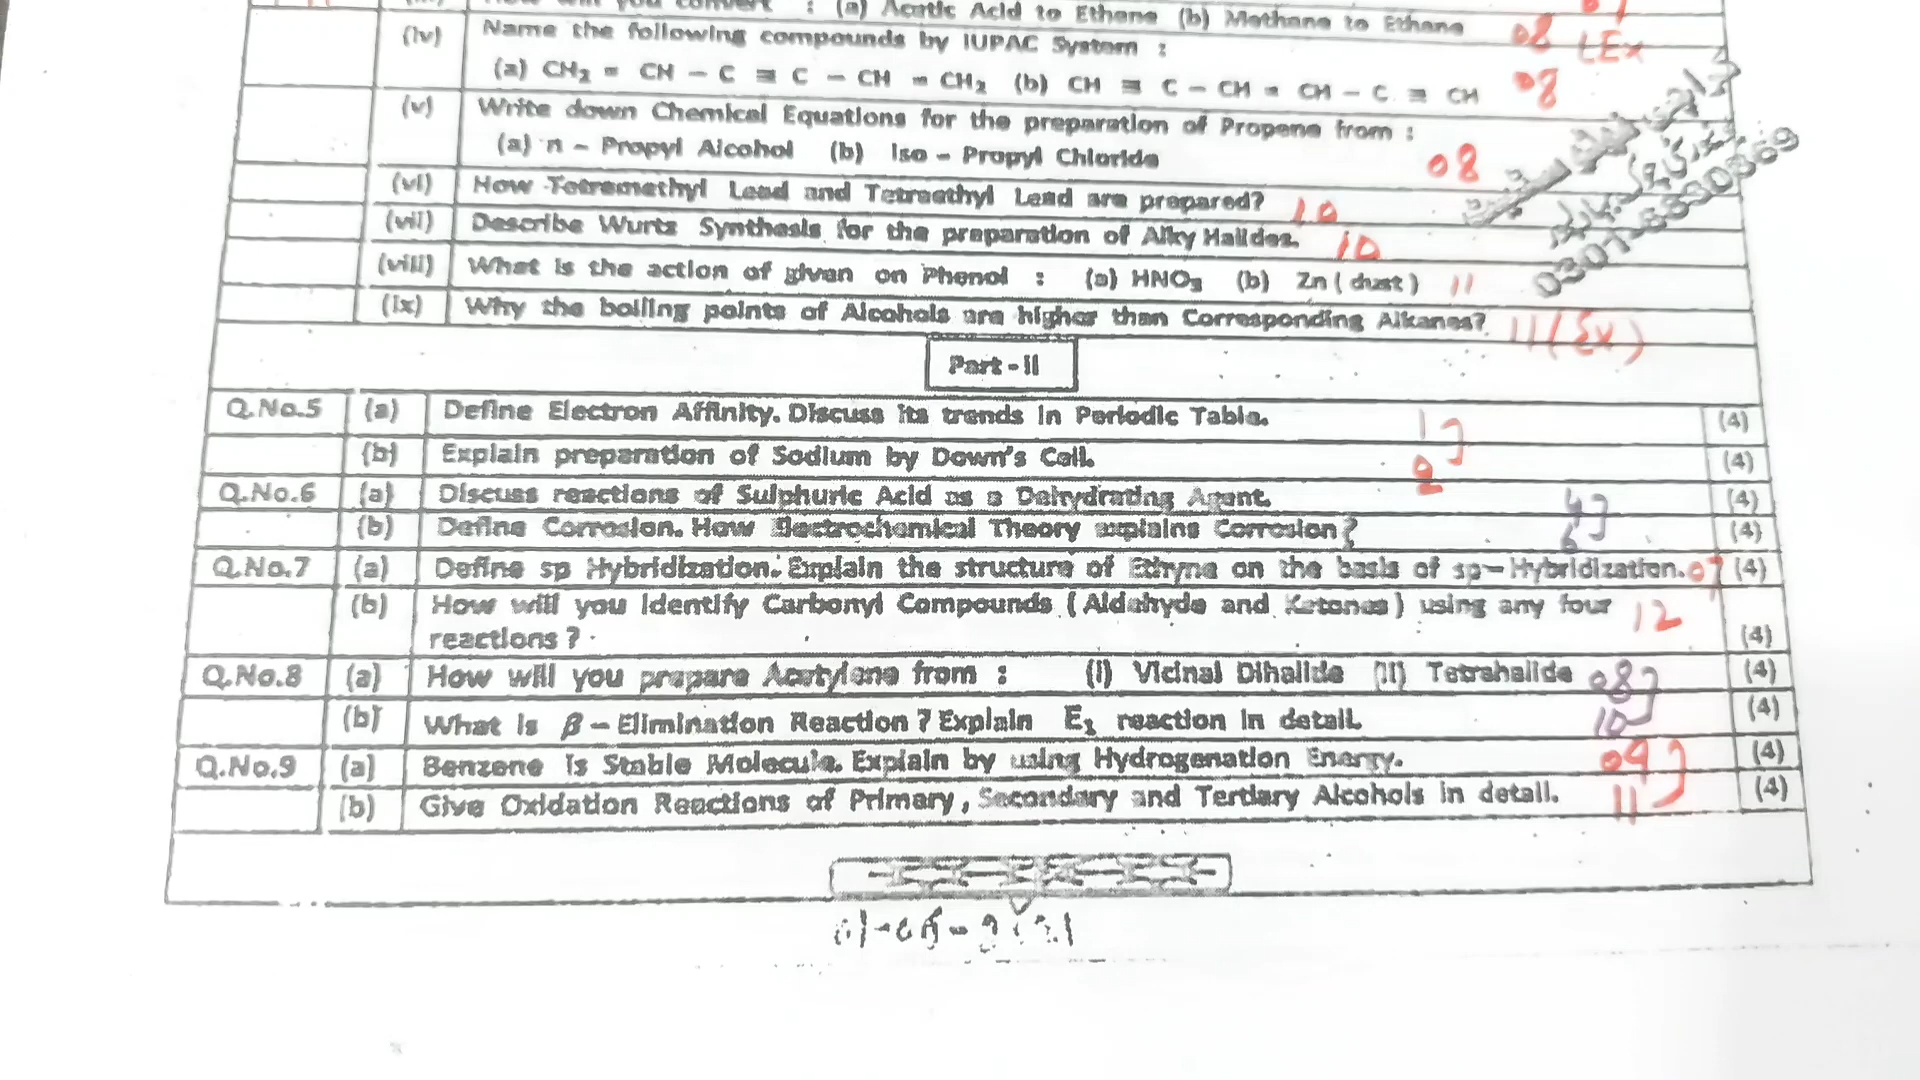 : (a) Acetic Acid to Ethane (b) Methane to Ethane
08 (Ex
(iv) Name the following compounds by IUPAC System :
(a) CH₂ = CH – C ≡ C – CH = CH₂ (b) CH ≡ C – CH = CH – C ≡ CH 08
(v) Write down Chemical Equations for the preparation of Propene from :
(a) n – Propyl Alcohol (b) Iso – Propyl Chloride 08
(vi) How Tetramethyl Lead and Tetraethyl Lead are prepared? 10
0301-6830369
(vii) Describe Wurtz Synthesis for the preparation of Alky Halides. 10
(viii) What is the action of given on Phenol : (a) HNO₃ (b) Zn ( dust ) 11
(ix) Why the boiling points of Alcohols are higher than Corresponding Alkanes? 11 (Ex)
Part - II
Q.No.5 (a) Define Electron Affinity. Discuss its trends in Periodic Table. 1 (4)
(b) Explain preparation of Sodium by Down's Cell. 2 (4)
Q.No.6 (a) Discuss reactions of Sulphuric Acid as a Dehydrating Agent. 4 (4)
(b) Define Corrosion. How Electrochemical Theory explains Corrosion? 6 (4)
Q.No.7 (a) Define sp Hybridization. Explain the structure of Ethyne on the basis of sp–Hybridization. 07 (4)
(b) How will you identify Carbonyl Compounds ( Aldehyde and Ketones ) using any four 12
reactions ? (4)
Q.No.8 (a) How will you prepare Acetylene from : (i) Vicinal Dihalide (II) Tetrahalide 08 (4)
(b) What is β – Elimination Reaction ? Explain E₁ reaction in detail. 10 (4)
Q.No.9 (a) Benzene is Stable Molecule. Explain by using Hydrogenation Energy. 09 (4)
(b) Give Oxidation Reactions of Primary, Secondary and Tertiary Alcohols in detail. 11 (4)